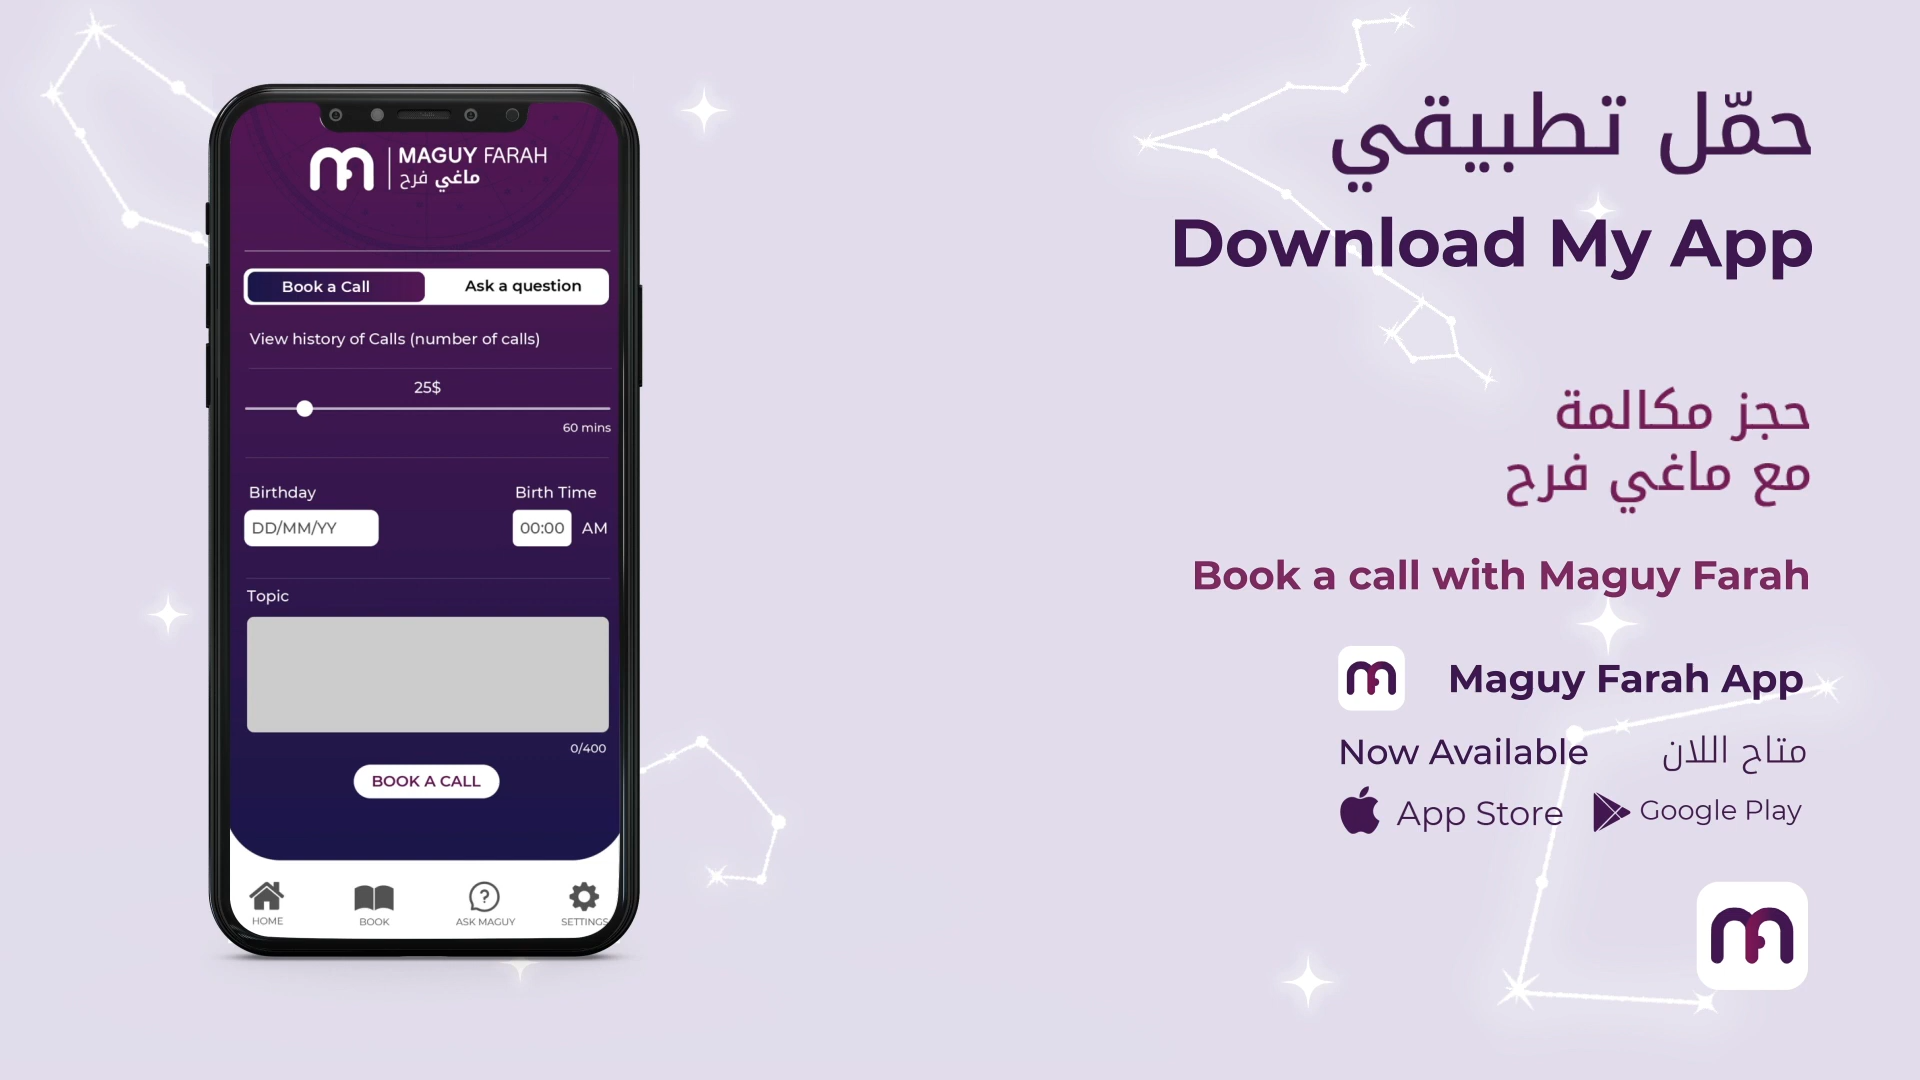 MAGUY FARAH
ماغي فرح
Book a Call
Ask a question
View history of Calls (number of calls)
25$
60 mins
Birthday
Birth Time
DD/MM/YY
00:00 AM
Topic
0/400
BOOK A CALL
HOME
BOOK
ASK MAGUY
SETTINGS
حمّل تطبيقي
Download My App
حجز مكالمة
مع ماغي فرح
Book a call with Maguy Farah
Maguy Farah App
Now Available
متاح اللان
App Store
Google Play